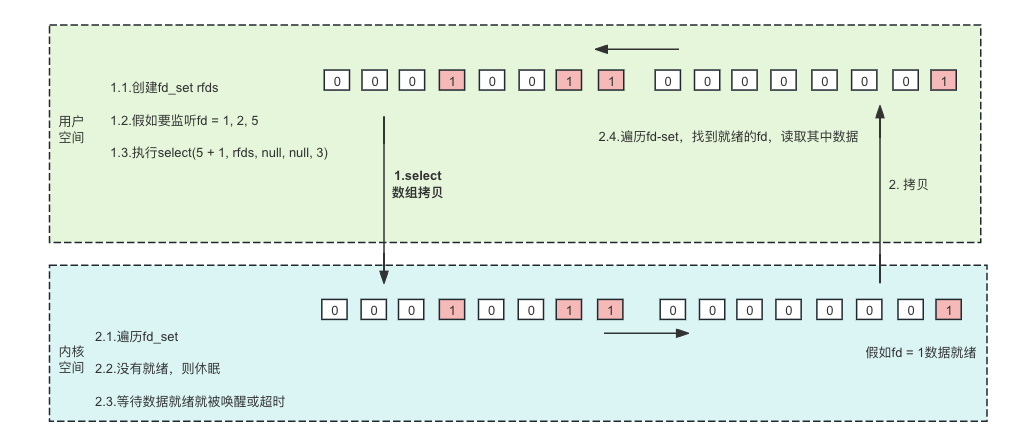 用户
空间
1.1.创建fd_set rfds
1.2.假如要监听fd = 1, 2, 5
1.3.执行select(5 + 1, rfds, null, null, 3)
0 0 0 1 0 0 1 1
0 0 0 0 0 0 0 1
1.select
数组拷贝
2.4.遍历fd-set，找到就绪的fd，读取其中数据
2. 拷贝
内核
空间
0 0 0 1 0 0 1 1
0 0 0 0 0 0 0 1
2.1.遍历fd_set
2.2.没有就绪，则休眠
2.3.等待数据就绪就被唤醒或超时
假如fd = 1数据就绪